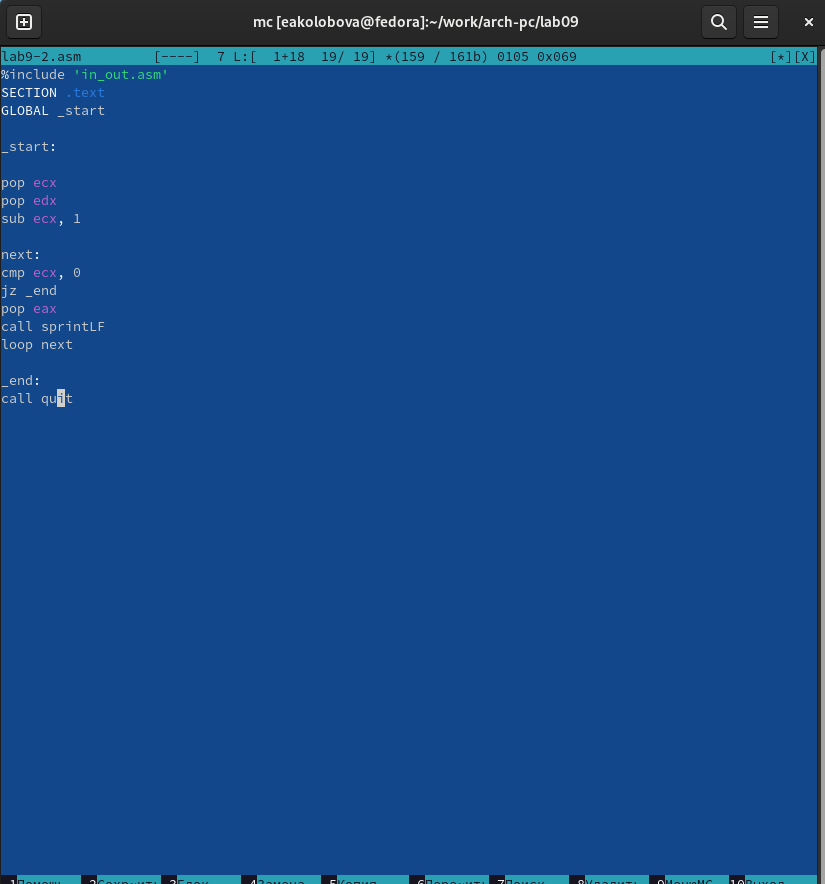 mc [eakolobova@fedora]:~/work/arch-pc/lab09
lab9-2.asm [----] 7 L:[ 1+18 19/ 19] *(159 / 161b) 0105 0x069 [*][X]
%include 'in_out.asm'
SECTION .text
GLOBAL _start
_start:
pop ecx
pop edx
sub ecx, 1
next:
cmp ecx, 0
jz _end
pop eax
call sprintLF
loop next
_end:
call quit
1Помощь 2Сохранить 3Блок 4Замена 5Копия 6Переместить 7Поиск 8Удалить 9МенюMC 10Выход